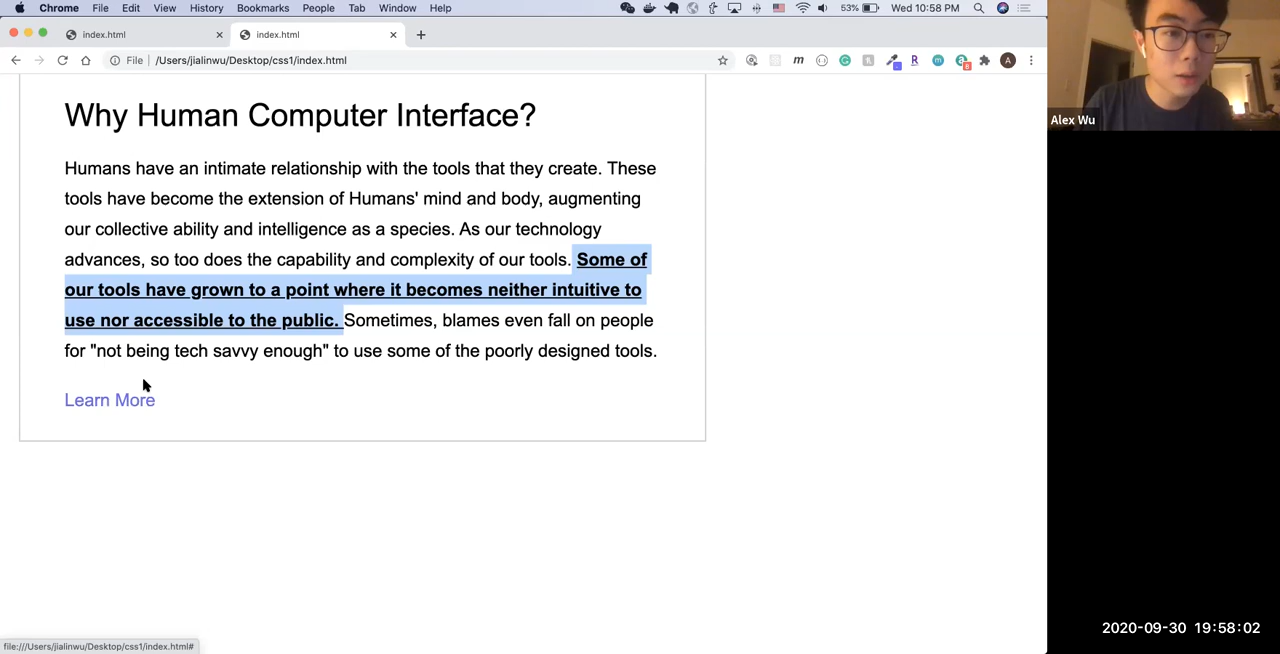 Chrome File Edit View History Bookmarks People Tab Window Help 53% Wed 10:58 PM
index.html index.html
File /Users/jialinwu/Desktop/css1/index.html
Alex Wu
Why Human Computer Interface?
Humans have an intimate relationship with the tools that they create. These
tools have become the extension of Humans' mind and body, augmenting
our collective ability and intelligence as a species. As our technology
advances, so too does the capability and complexity of our tools. Some of
our tools have grown to a point where it becomes neither intuitive to
use nor accessible to the public. Sometimes, blames even fall on people
for "not being tech savvy enough" to use some of the poorly designed tools.
Learn More
2020-09-30 19:58:02
file:///Users/jialinwu/Desktop/css1/index.html#